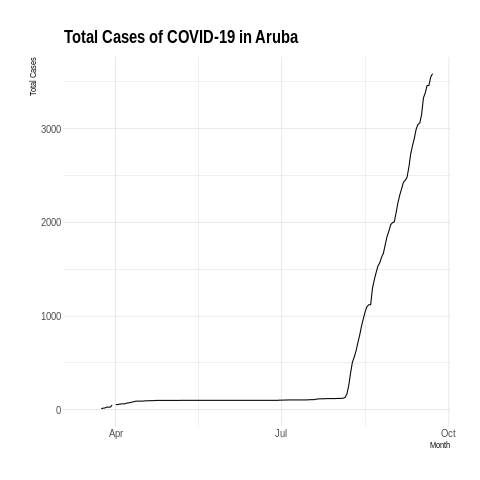 Total Cases of COVID-19 in Aruba
Total Cases
3000
2000
1000
0
Apr
Jul
Oct
Month